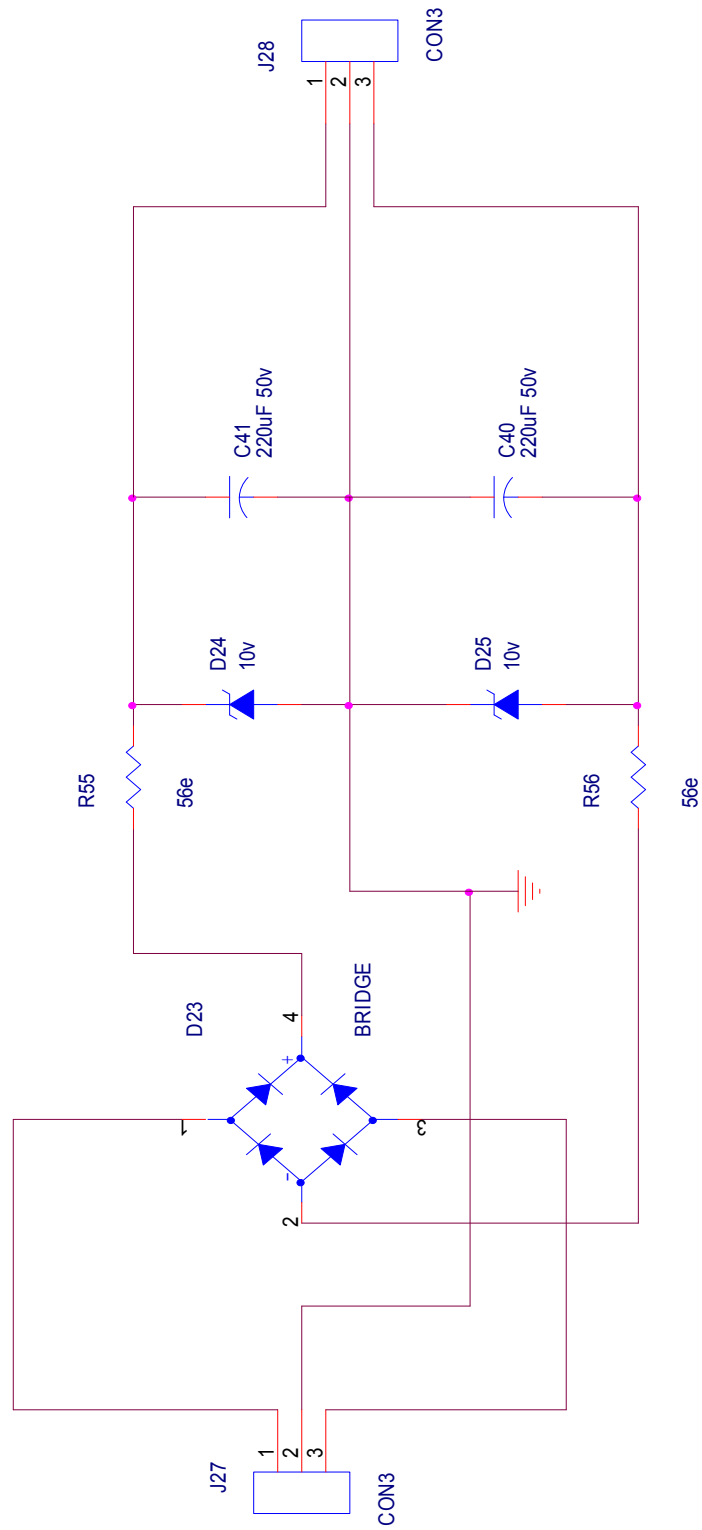 J28
CON3
1
2
3
C41
220uF 50v
C40
220uF 50v
D24
10v
D25
10v
R55
56e
R56
56e
D23
BRIDGE
4
+
1
3
-
2
J27
CON3
1
2
3